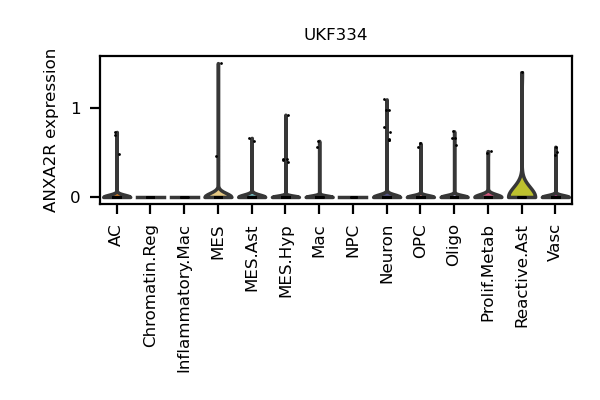 UKF334
ANXA2R expression
1
0
AC
Chromatin.Reg
Inflammatory.Mac
MES
MES.Ast
MES.Hyp
Mac
NPC
Neuron
OPC
Oligo
Prolif.Metab
Reactive.Ast
Vasc